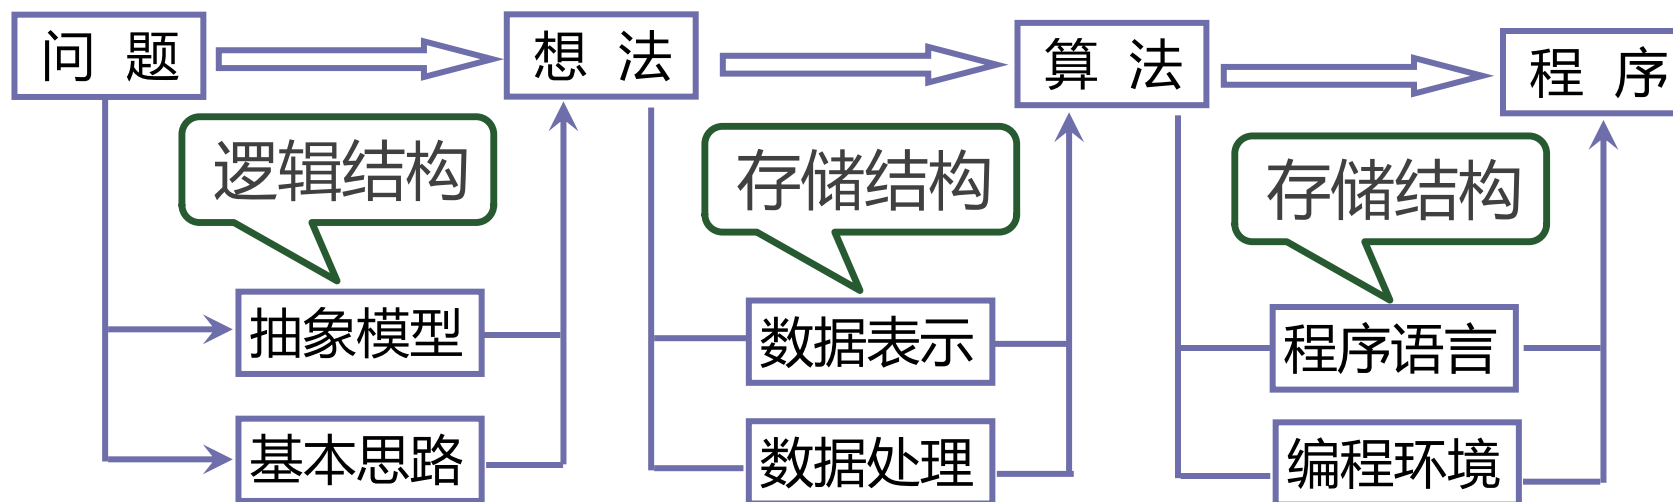 问 题
想 法
算 法
程 序
逻辑结构
存储结构
存储结构
抽象模型
数据表示
程序语言
基本思路
数据处理
编程环境